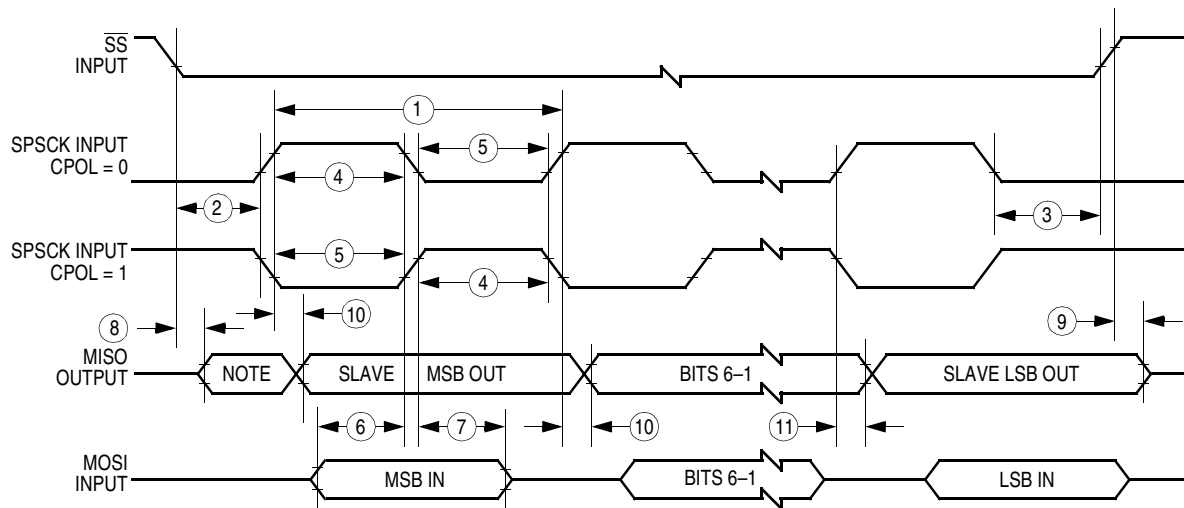 SS
INPUT
1
SPSCK INPUT
CPOL = 0
5
4
2
3
SPSCK INPUT
CPOL = 1
5
4
8
10
9
MISO
OUTPUT
NOTE
SLAVE MSB OUT
BITS 6–1
SLAVE LSB OUT
6
7
10
11
MOSI
INPUT
MSB IN
BITS 6–1
LSB IN